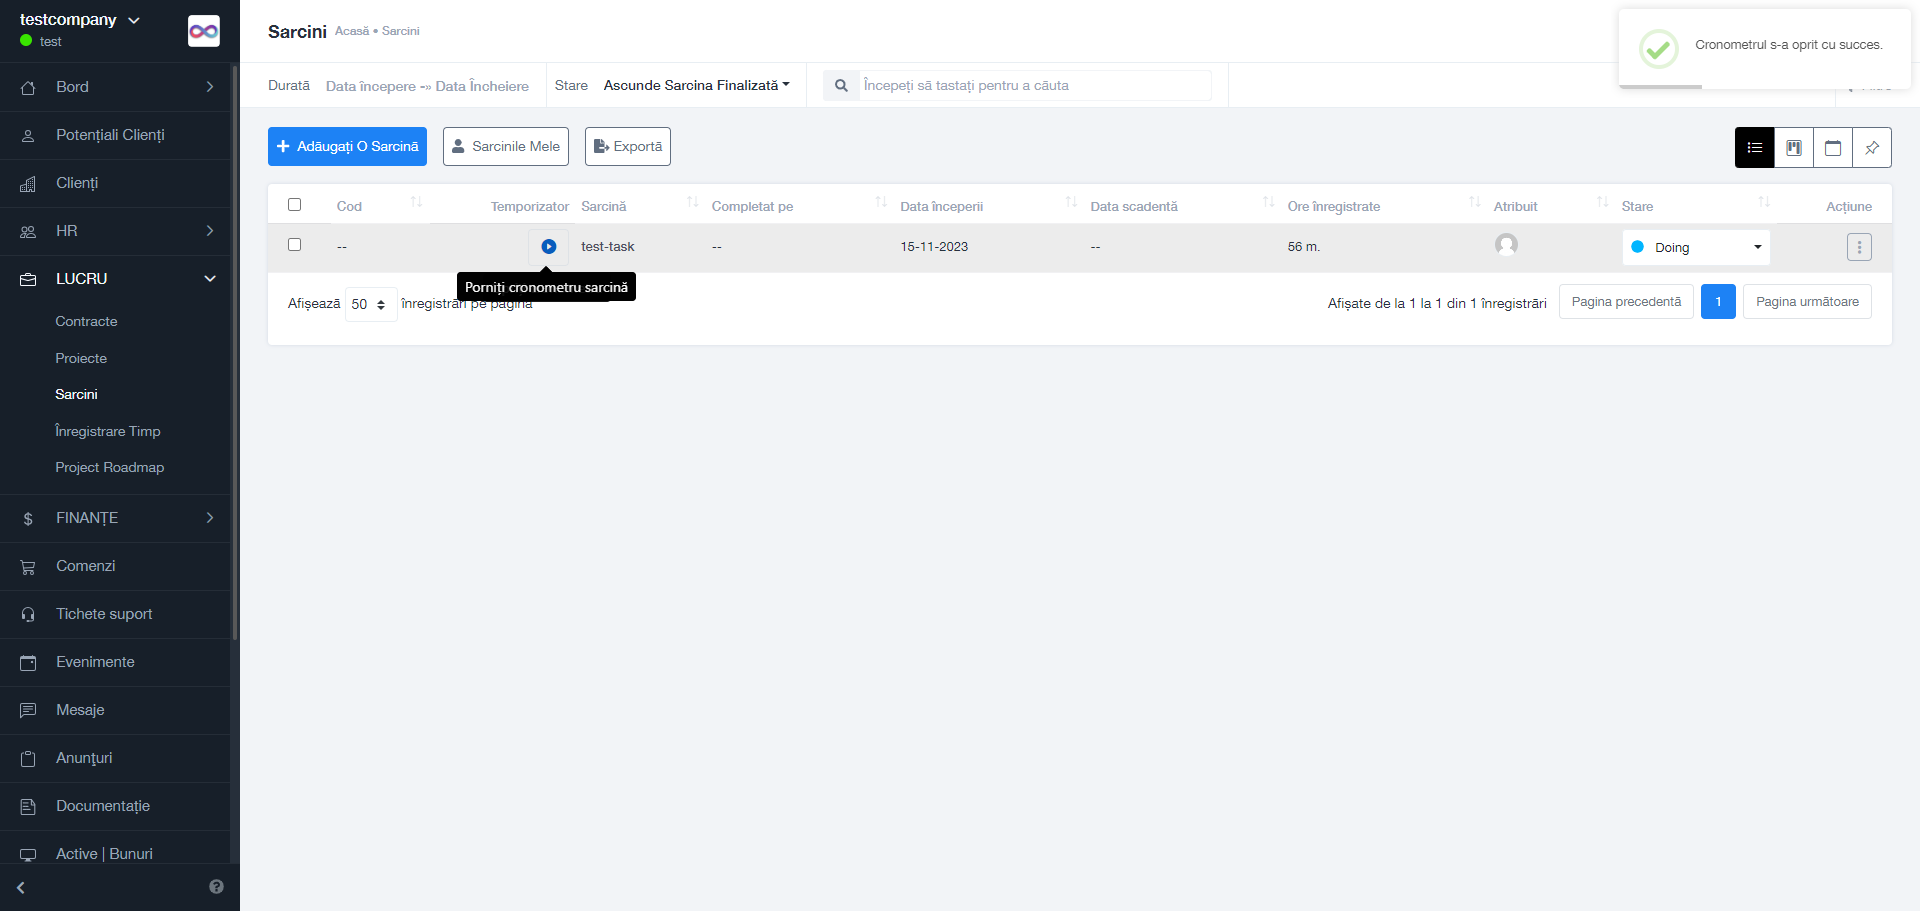 testcompany
test
Bord
Potențiali Clienți
Clienți
HR
LUCRU
Contracte
Proiecte
Sarcini
Înregistrare Timp
Project Roadmap
FINANȚE
Comenzi
Tichete suport
Evenimente
Mesaje
Anunțuri
Documentație
Active | Bunuri
Sarcini Acasă • Sarcini
Cronometrul s-a oprit cu succes.
Durată Data începere -» Data Încheiere Stare Ascunde Sarcina Finalizată Începeți să tastați pentru a căuta
Adăugați O Sarcină Sarcinile Mele Exportă
Cod Temporizator Sarcină Completat pe Data începerii Data scadentă Ore înregistrate Atribuit Stare Acțiune
-- test-task -- 15-11-2023 -- 56 m. Doing
Porniți cronometru sarcină
Afișează 50 înregistrări pe pagina Afișate de la 1 la 1 din 1 înregistrări Pagina precedentă 1 Pagina următoare